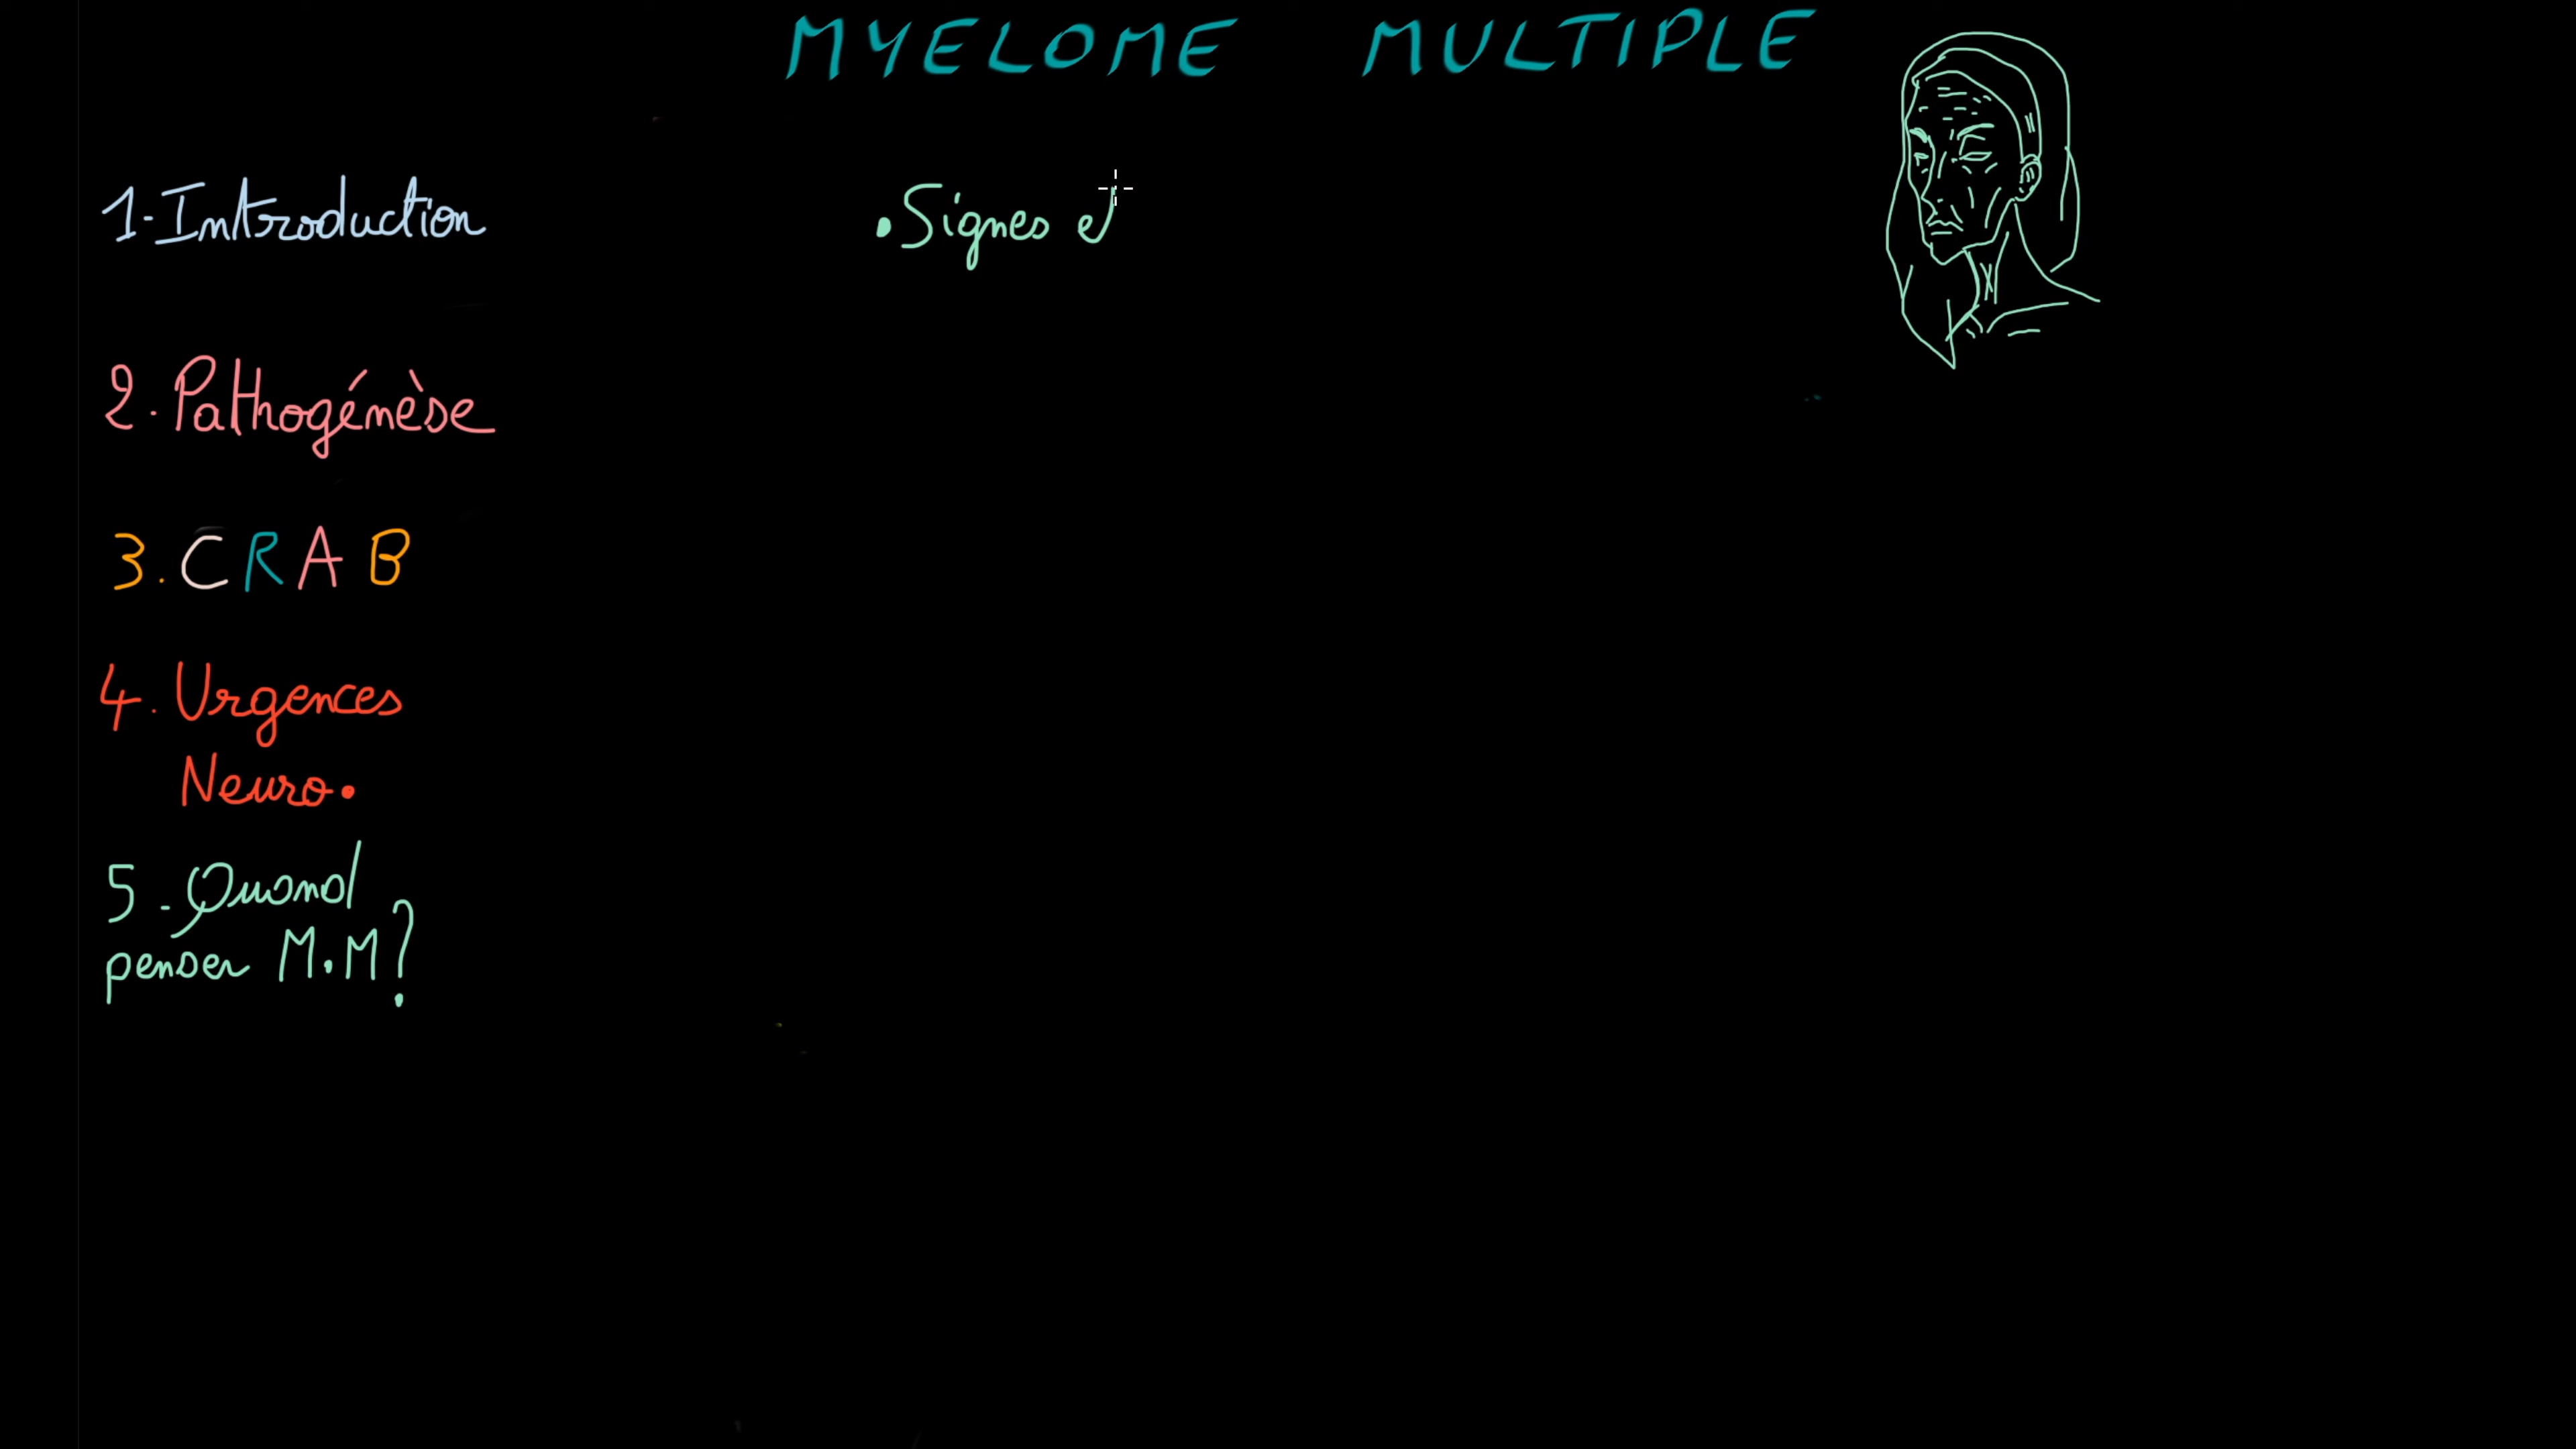 MYELOME MULTIPLE
1-Introduction
.Signes et
2.Pathogénèse
3.CRAB
4.Urgences
Neuro.
5-Quand
penser M.M?